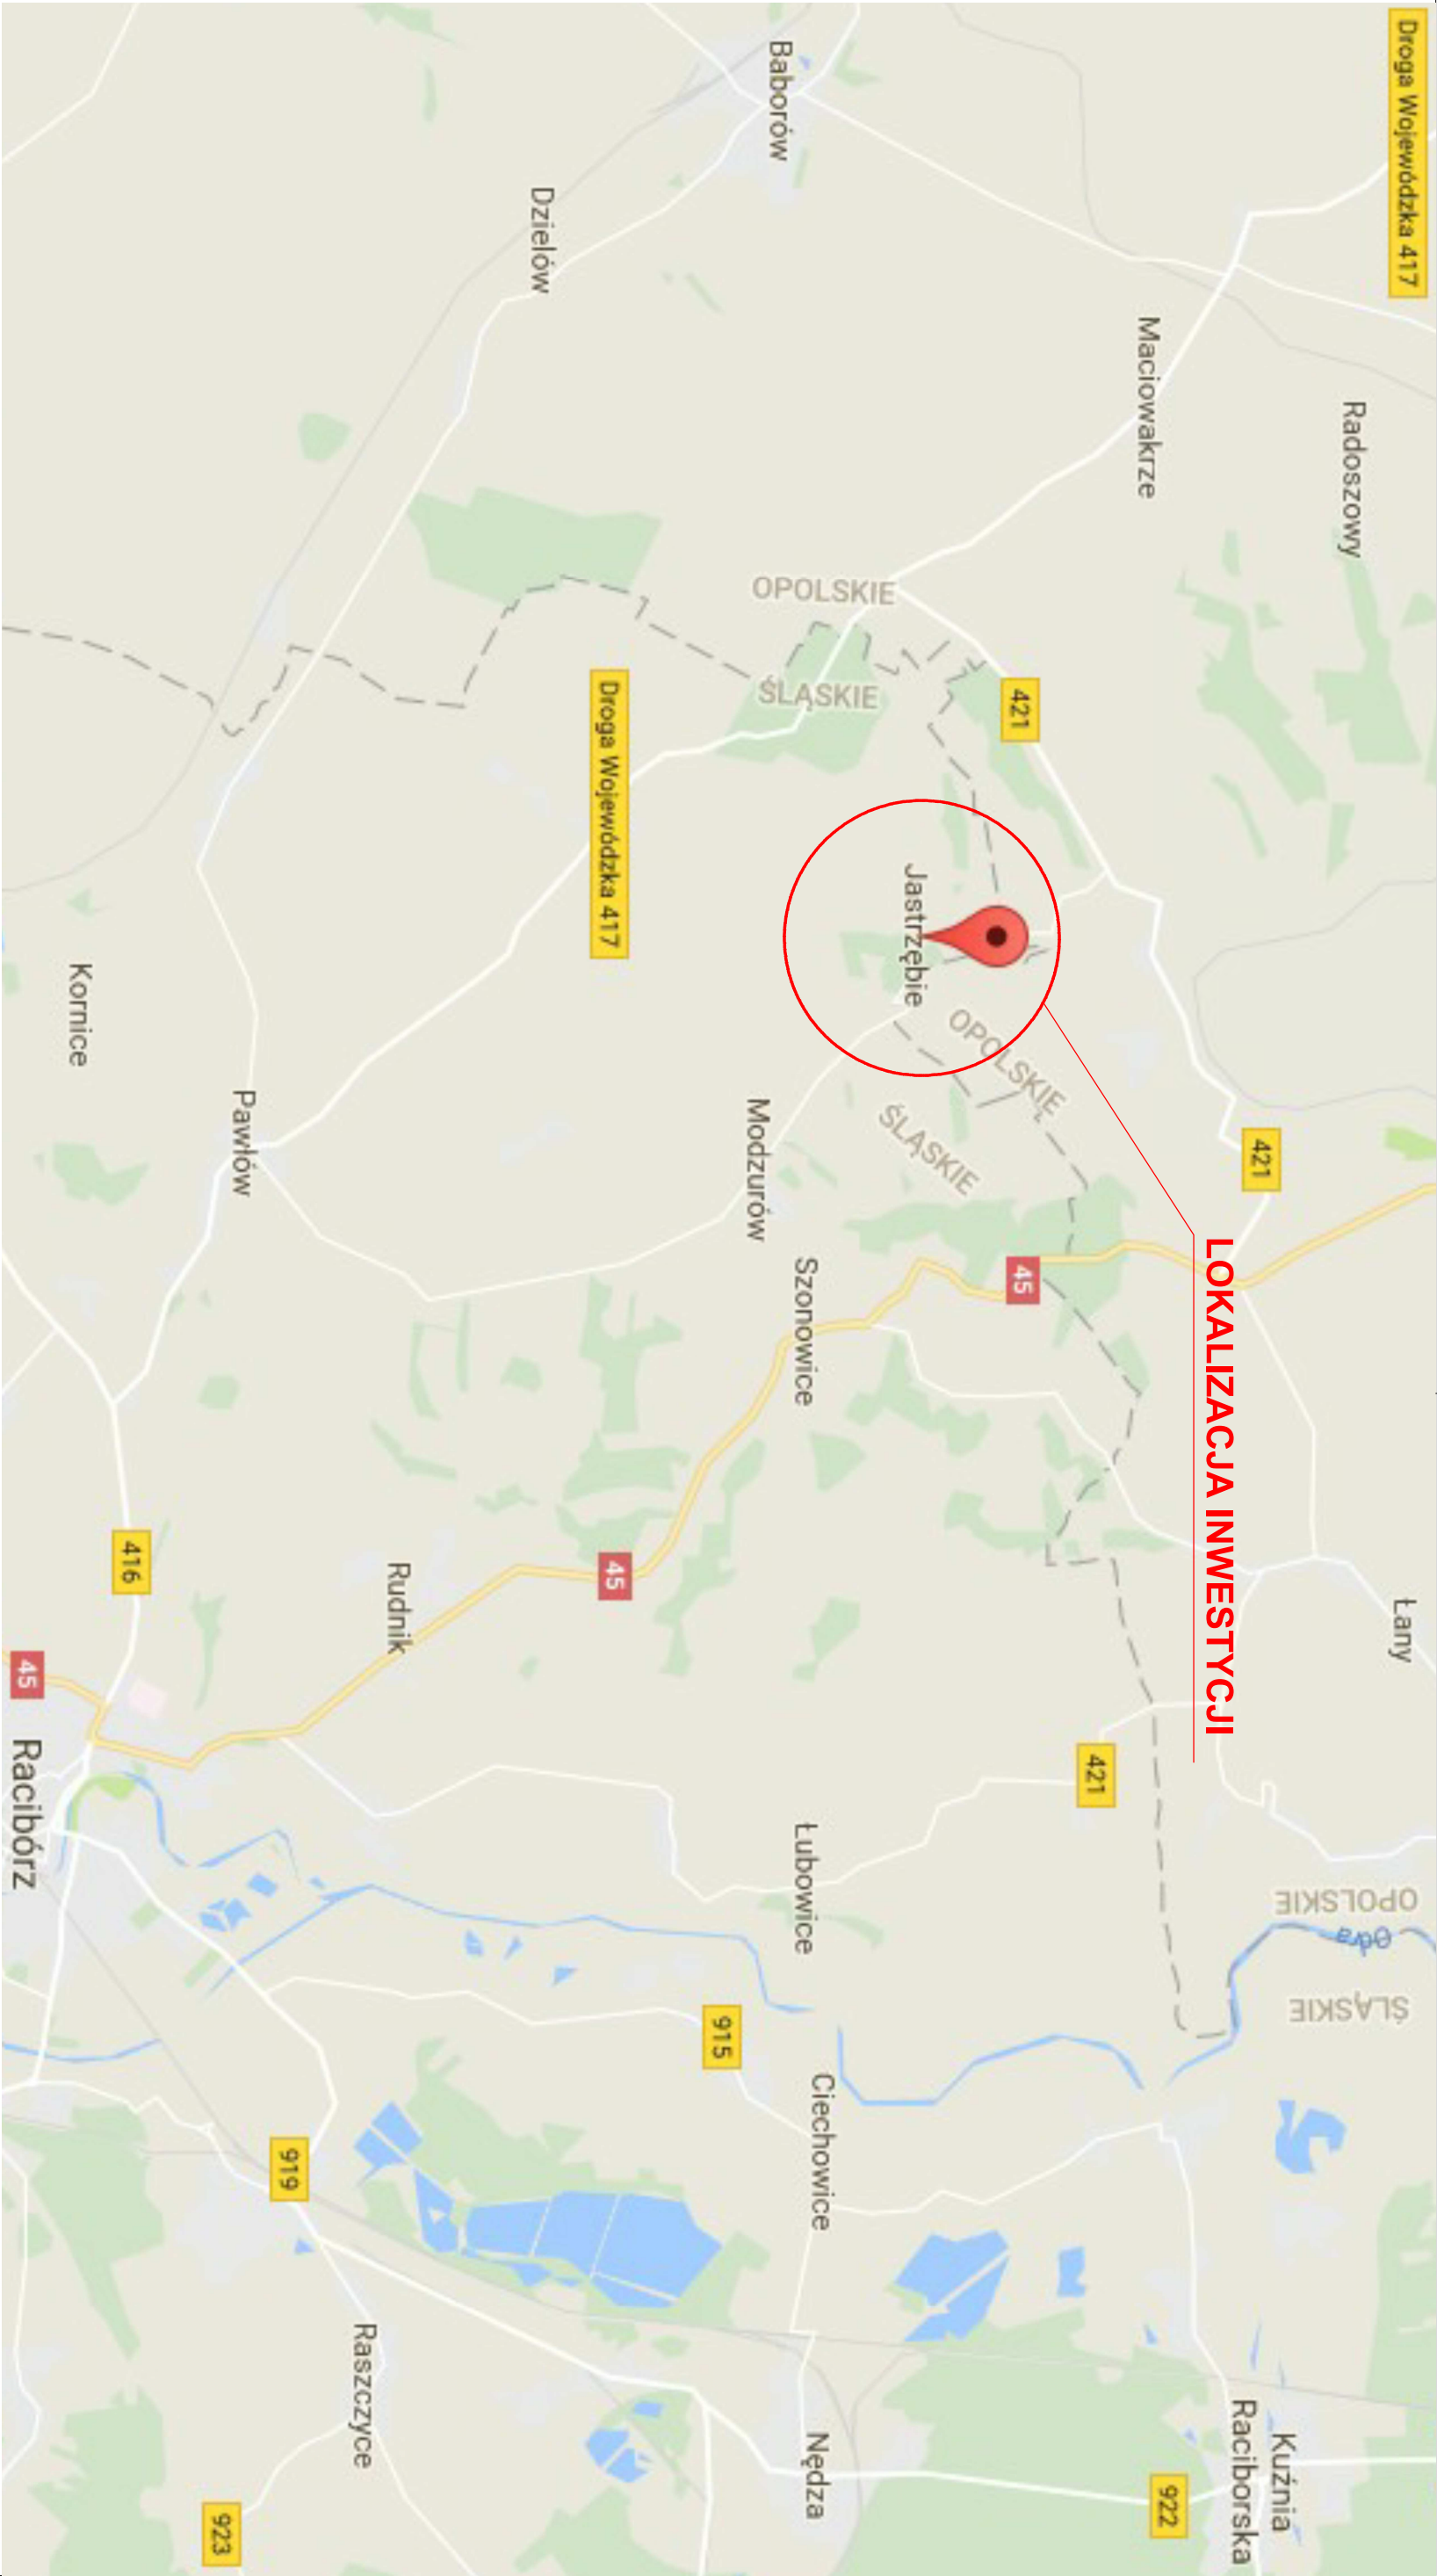 Droga Wojewódzka 417
Radoszowy
Maciowakrze
Baborów
Dzielów
OPOLSKIE
ŚLĄSKIE
421
Droga Wojewódzka 417
Jastrzębie
OPOLSKIE
ŚLĄSKIE
421
LOKALIZACJA INWESTYCJI
45
Modzurów
Szonowice
Kornice
Pawłów
Łany
45
Rudnik
416
45
Racibórz
421
Łubowice
OPOLSKIE
Odra
ŚLĄSKIE
915
Ciechowice
919
Raszczyce
Nędza
Kuźnia
Raciborska
922
923